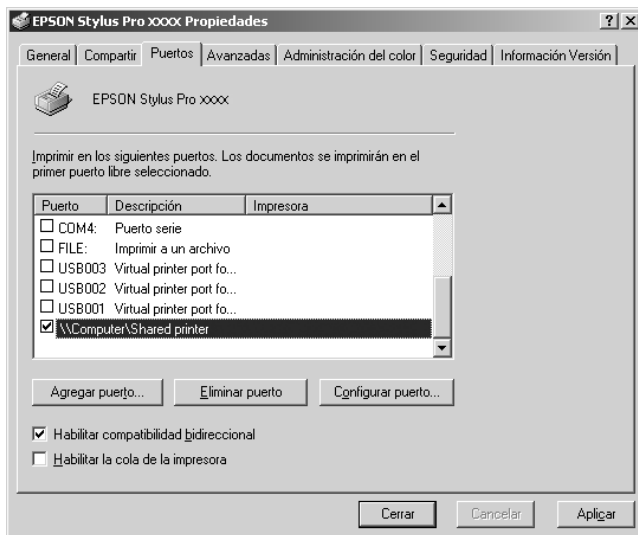 EPSON Stylus Pro XXXX Propiedades
General Compartir Puertos Avanzadas Administración del color Seguridad Información Versión
EPSON Stylus Pro XXXX
Imprimir en los siguientes puertos. Los documentos se imprimirán en el
primer puerto libre seleccionado.
Puerto Descripción Impresora
COM4: Puerto serie
FILE: Imprimir a un archivo
USB003 Virtual printer port fo...
USB002 Virtual printer port fo...
USB001 Virtual printer port fo...
\\Computer\Shared printer
Agregar puerto... Eliminar puerto Configurar puerto...
Habilitar compatibilidad bidireccional
Habilitar la cola de la impresora
Cerrar Cancelar Aplicar